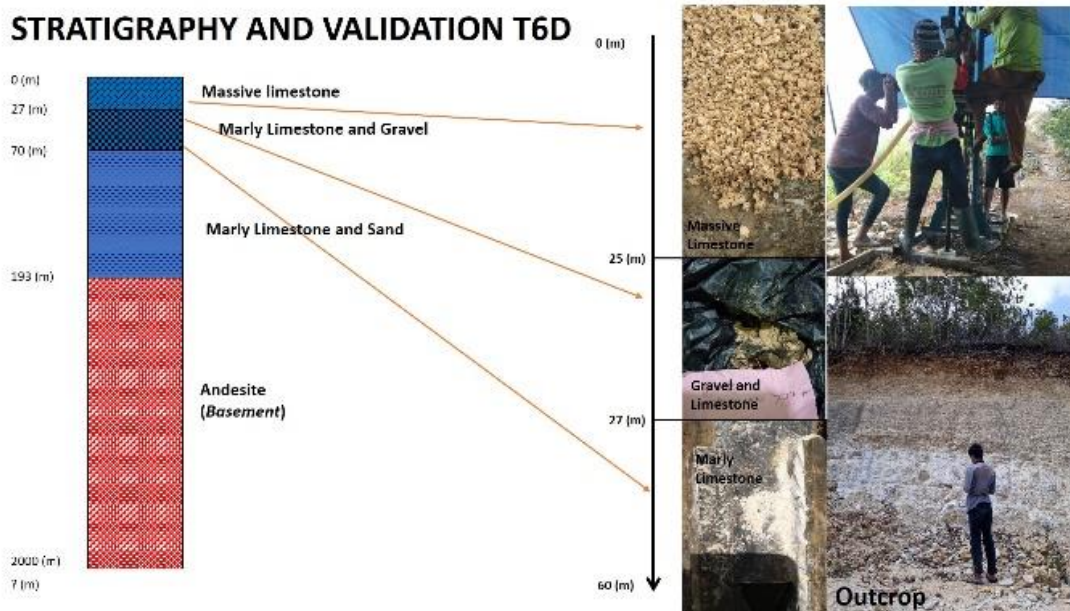 STRATIGRAPHY AND VALIDATION T6D
0 (m)
27 (m)
70 (m)
193 (m)
2000 (m)
? (m)
Massive limestone
Marly Limestone and Gravel
Marly Limestone and Sand
Andesite
(Basement)
0 (m)
25 (m)
27 (m)
60 (m)
Massive
Limestone
Gravel and
Limestone
Marly
Limestone
Outcrop